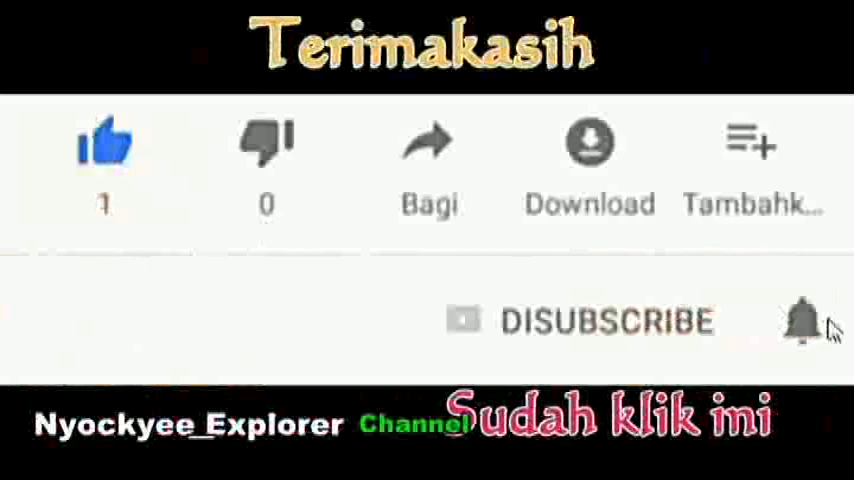 Terimakasih
1 0 Bagi Download Tambahk...
DISUBSCRIBE
Nyockyee_Explorer Channel Sudah klik ini